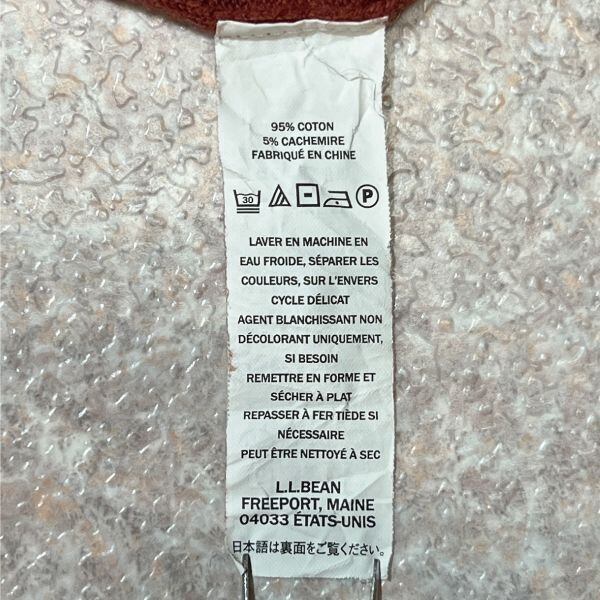 95% COTON
5% CACHEMIRE
FABRIQUÉ EN CHINE
30 P
LAVER EN MACHINE EN
EAU FROIDE, SÉPARER LES
COULEURS, SUR L'ENVERS
CYCLE DÉLICAT
AGENT BLANCHISSANT NON
DÉCOLORANT UNIQUEMENT,
SI BESOIN
REMETTRE EN FORME ET
SÉCHER À PLAT
REPASSER À FER TIÈDE SI
NÉCESSAIRE
PEUT ÊTRE NETTOYÉ À SEC
L.L.BEAN
FREEPORT, MAINE
04033 ÉTATS-UNIS
日本語は裏面をご覧ください。